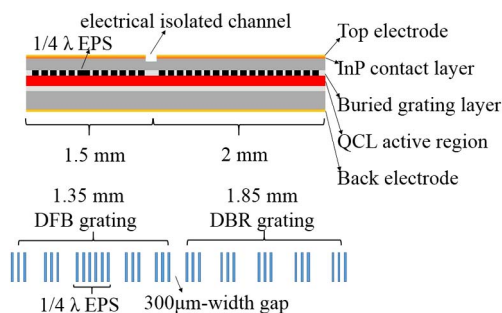 electrical isolated channel
1/4 λ EPS
Top electrode
InP contact layer
Buried grating layer
QCL active region
Back electrode
1.5 mm
2 mm
1.35 mm
DFB grating
1.85 mm
DBR grating
1/4 λ EPS
300μm-width gap